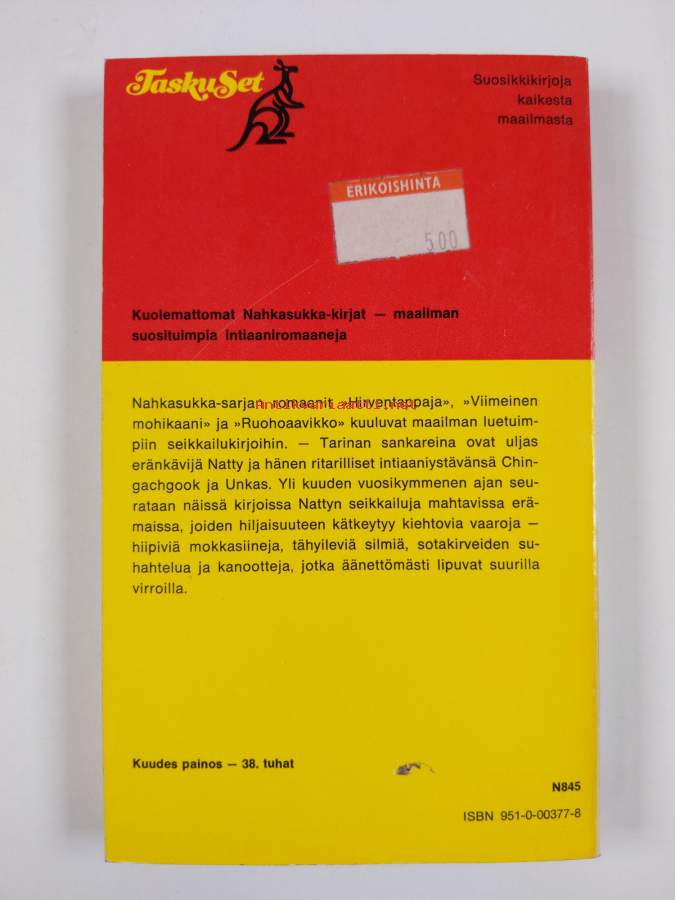 TaskuSet
Suosikkikirjoja
kaikesta
maailmasta
ERIKOISHINTA
5.00
Kuolemattomat Nahkasukka-kirjat — maailman
suosituimpia intiaaniromaaneja
Nahkasukka-sarjan romaanit »Hirventappaja», »Viimeinen
antikvariaatti.net
mohikaani» ja »Ruohoaavikko» kuuluvat maailman luetuim-
piin seikkailukirjoihin. — Tarinan sankareina ovat uljas
eränkävijä Natty ja hänen ritarilliset intiaaniystävänsä Chin-
gachgook ja Unkas. Yli kuuden vuosikymmenen ajan seu-
rataan näissä kirjoissa Nattyn seikkailuja mahtavissa erä-
maissa, joiden hiljaisuuteen kätkeytyy kiehtovia vaaroja —
hiipiviä mokkasiineja, tähyileviä silmiä, sotakirveiden su-
hahtelua ja kanootteja, jotka äänettömästi lipuvat suurilla
virroilla.
Kuudes painos — 38. tuhat
N845
ISBN 951-0-00377-8